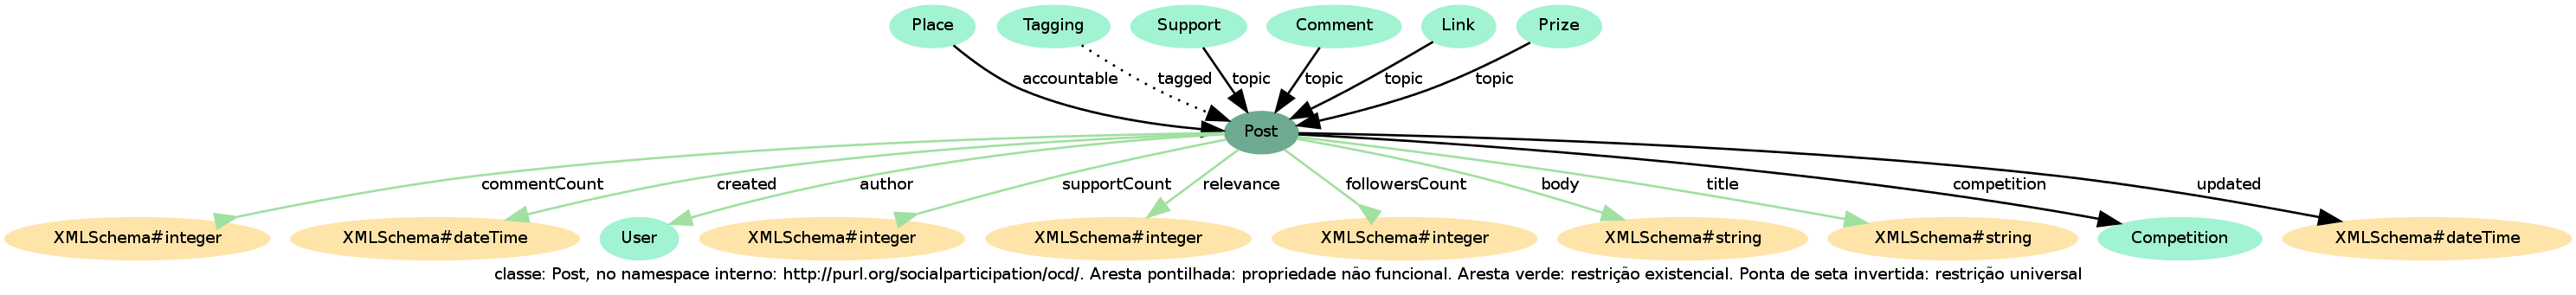 Place Tagging Support Comment Link Prize
accountable tagged topic topic topic topic
Post
commentCount created author supportCount relevance followersCount body title competition updated
XMLSchema#integer XMLSchema#dateTime User XMLSchema#integer XMLSchema#integer XMLSchema#integer XMLSchema#string XMLSchema#string Competition XMLSchema#dateTime
classe: Post, no namespace interno: http://purl.org/socialparticipation/ocd/. Aresta pontilhada: propriedade não funcional. Aresta verde: restrição existencial. Ponta de seta invertida: restrição universal